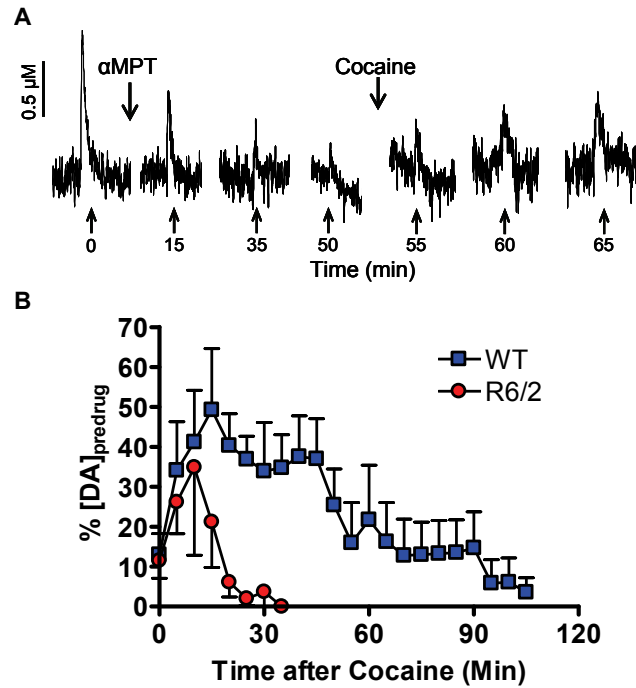 A
αMPT
Cocaine
0.5 µM
0 15 35 50 55 60 65
Time (min)
B
70
60
50
40
30
20
10
0
% [DA]predrug
WT
R6/2
0 30 60 90 120
Time after Cocaine (Min)